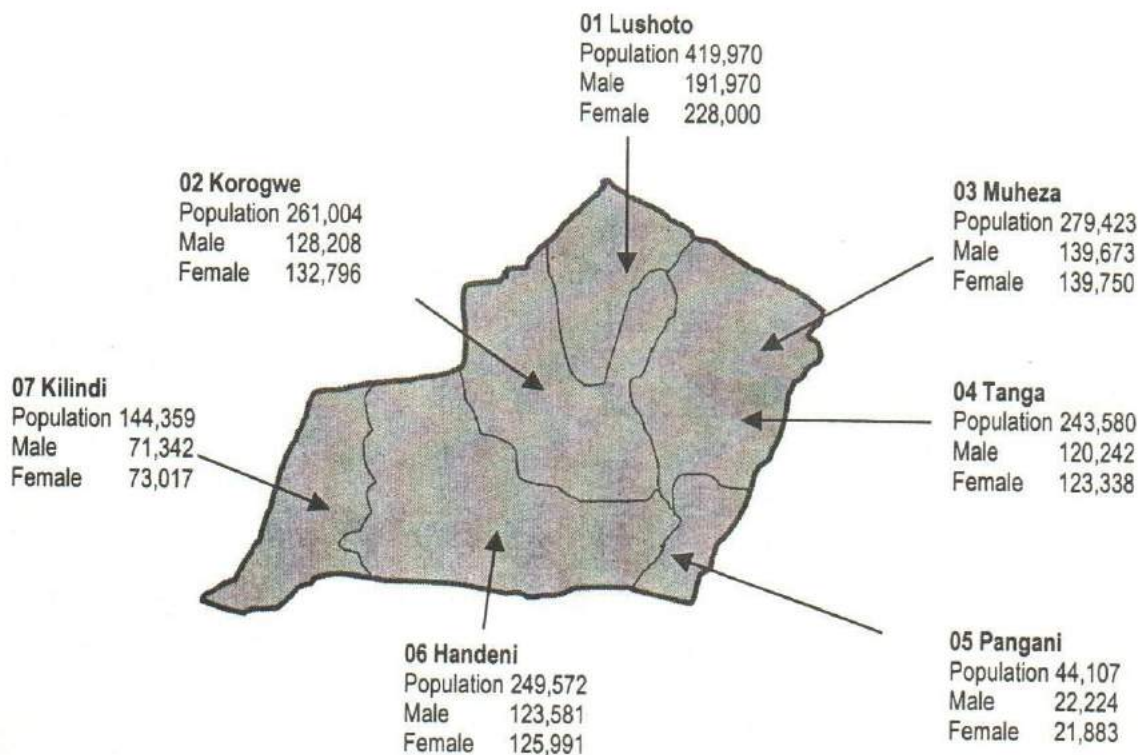 01 Lushoto
Population 419,970
Male 191,970
Female 228,000
02 Korogwe
Population 261,004
Male 128,208
Female 132,796
03 Muheza
Population 279,423
Male 139,673
Female 139,750
07 Kilindi
Population 144,359
Male 71,342
Female 73,017
04 Tanga
Population 243,580
Male 120,242
Female 123,338
06 Handeni
Population 249,572
Male 123,581
Female 125,991
05 Pangani
Population 44,107
Male 22,224
Female 21,883